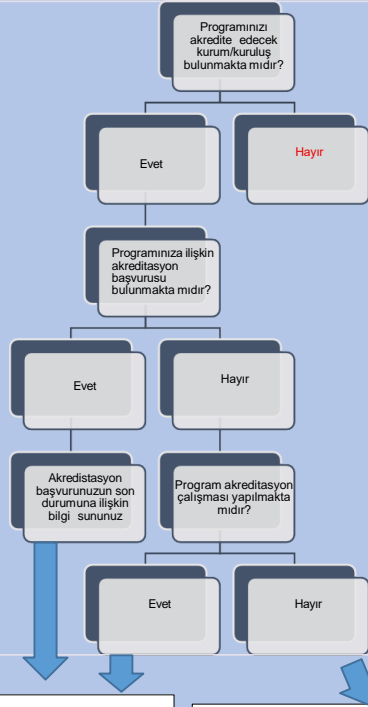 Programınızı
akredite edecek
kurum/kuruluş
bulunmakta mıdır?
Evet
Hayır
Programınıza ilişkin
akreditasyon
başvurusu
bulunmakta mıdır?
Evet
Hayır
Akredistasyon
başvurunuzun son
durumuna ilişkin
bilgi sununuz
Program akreditasyon
çalışması yapılmakta
mıdır?
Evet
Hayır